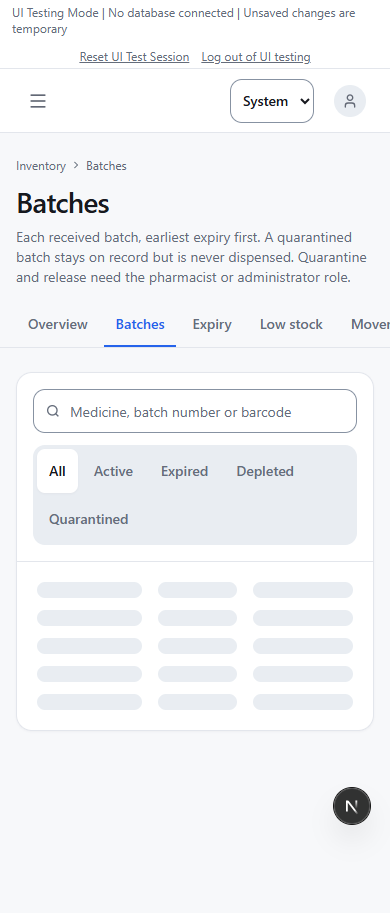 UI Testing Mode | No database connected | Unsaved changes are
temporary
Reset UI Test Session Log out of UI testing
System
Inventory > Batches
Batches
Each received batch, earliest expiry first. A quarantined
batch stays on record but is never dispensed. Quarantine
and release need the pharmacist or administrator role.
Overview Batches Expiry Low stock Mover
Medicine, batch number or barcode
All Active Expired Depleted
Quarantined
N